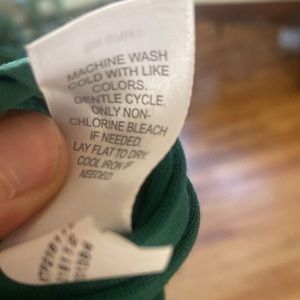 MACHINE WASH
COLD WITH LIKE
COLORS,
GENTLE CYCLE,
ONLY NON-
CHLORINE BLEACH
IF NEEDED.
LAY FLAT TO DRY.
COOL IRON IF
NEEDED